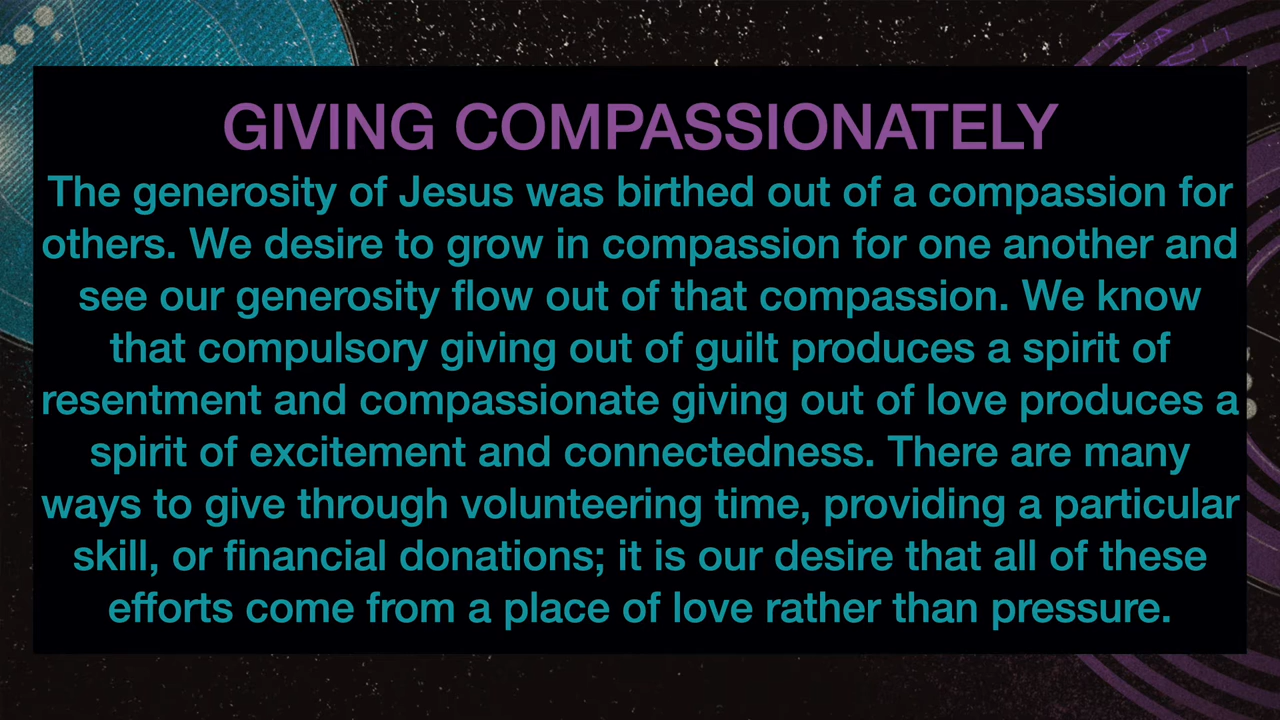 GIVING COMPASSIONATELY
The generosity of Jesus was birthed out of a compassion for
others. We desire to grow in compassion for one another and
see our generosity flow out of that compassion. We know
that compulsory giving out of guilt produces a spirit of
resentment and compassionate giving out of love produces a
spirit of excitement and connectedness. There are many
ways to give through volunteering time, providing a particular
skill, or financial donations; it is our desire that all of these
efforts come from a place of love rather than pressure.